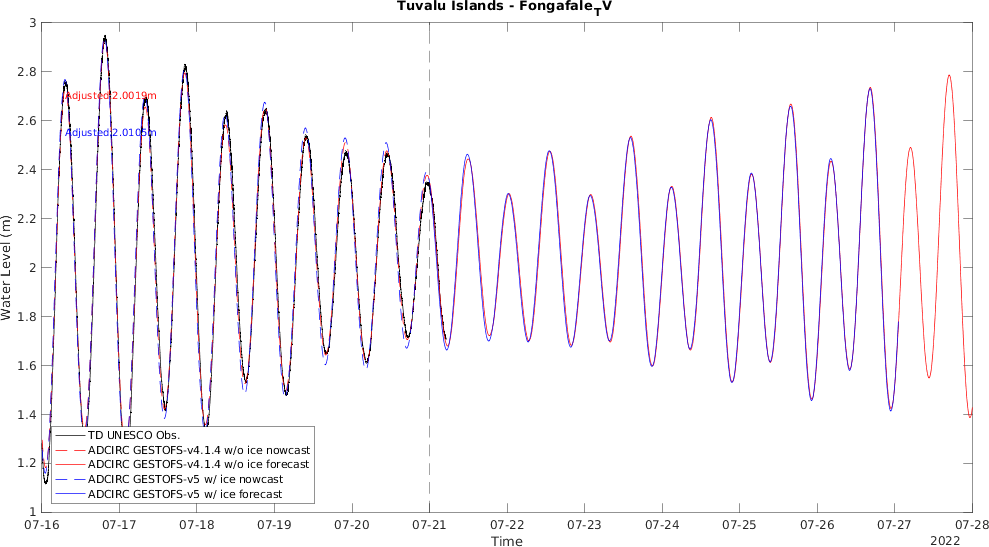 Tuvalu Islands - Fongafale_TV
3
2.8
2.6
2.4
2.2
2
1.8
1.6
1.4
1.2
1
Water Level (m)
Adjusted:2.0019m
Adjusted:2.0105m
TD UNESCO Obs.
ADCIRC GESTOFS-v4.1.4 w/o ice nowcast
ADCIRC GESTOFS-v4.1.4 w/o ice forecast
ADCIRC GESTOFS-v5 w/ ice nowcast
ADCIRC GESTOFS-v5 w/ ice forecast
07-16 07-17 07-18 07-19 07-20 07-21 07-22 07-23 07-24 07-25 07-26 07-27 07-28
Time
2022